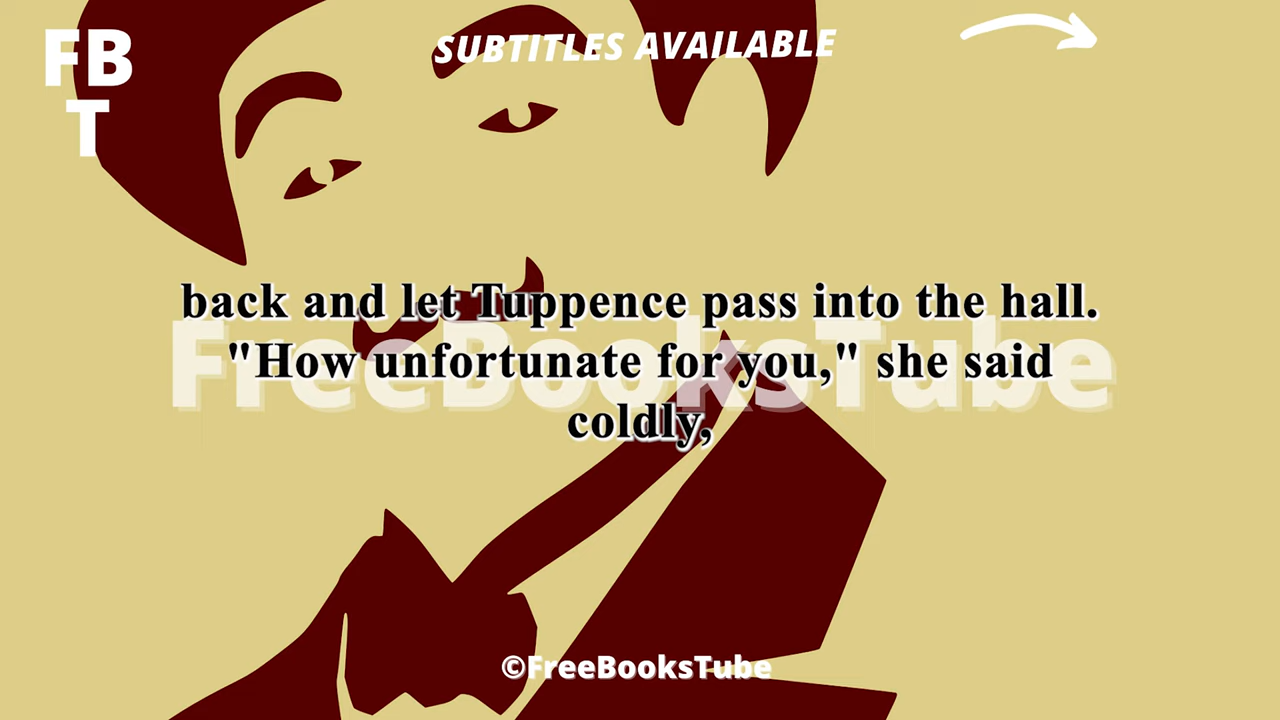 FB
T
SUBTITLES AVAILABLE
back and let Tuppence pass into the hall.
"How unfortunate for you," she said
coldly,
FreeBooksTube
©FreeBooksTube